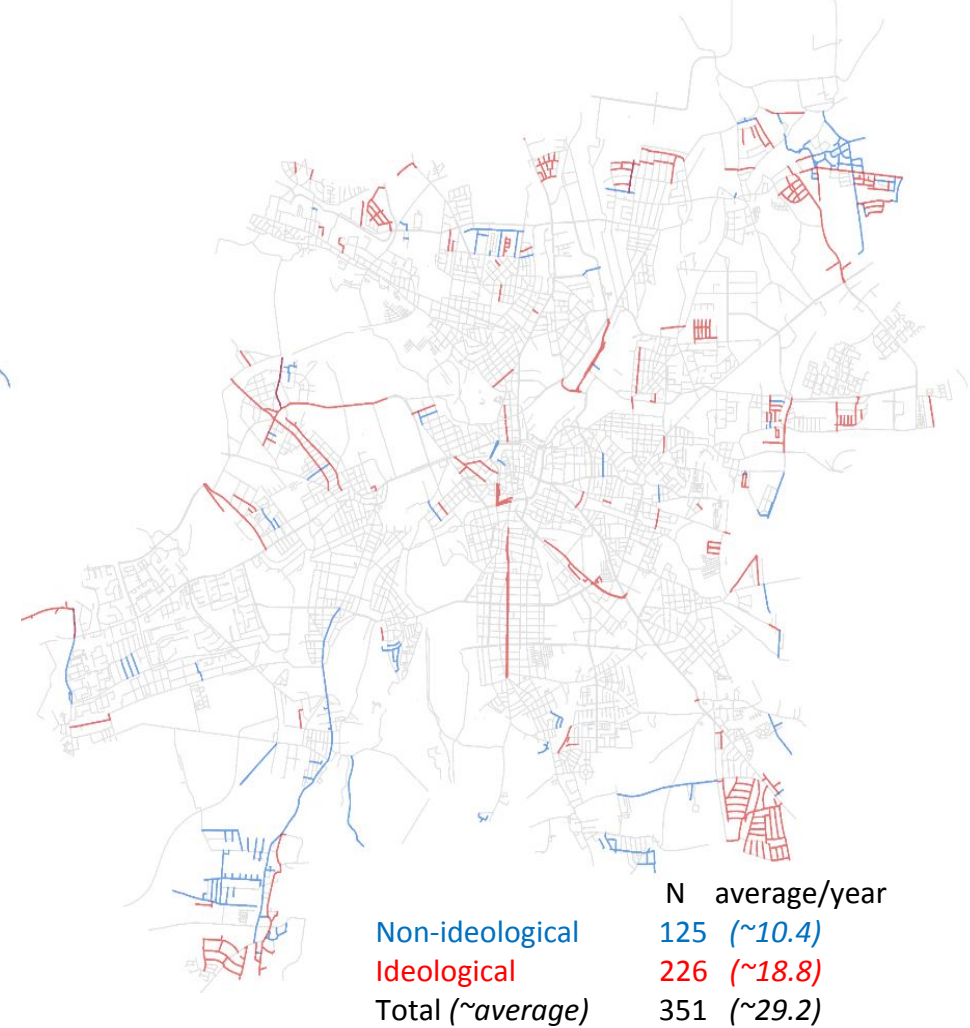 N average/year
Non-ideological 125 (~10.4)
Ideological 226 (~18.8)
Total (~average) 351 (~29.2)